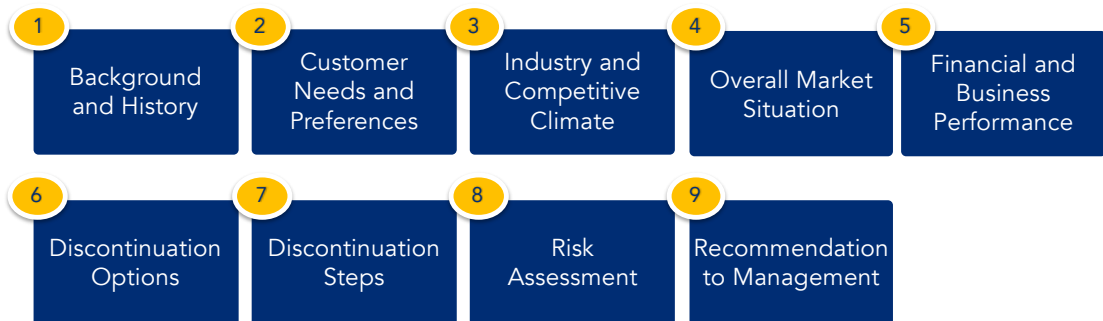 1
Background
and History
2
Customer
Needs and
Preferences
3
Industry and
Competitive
Climate
4
Overall Market
Situation
5
Financial and
Business
Performance
6
Discontinuation
Options
7
Discontinuation
Steps
8
Risk
Assessment
9
Recommendation
to Management